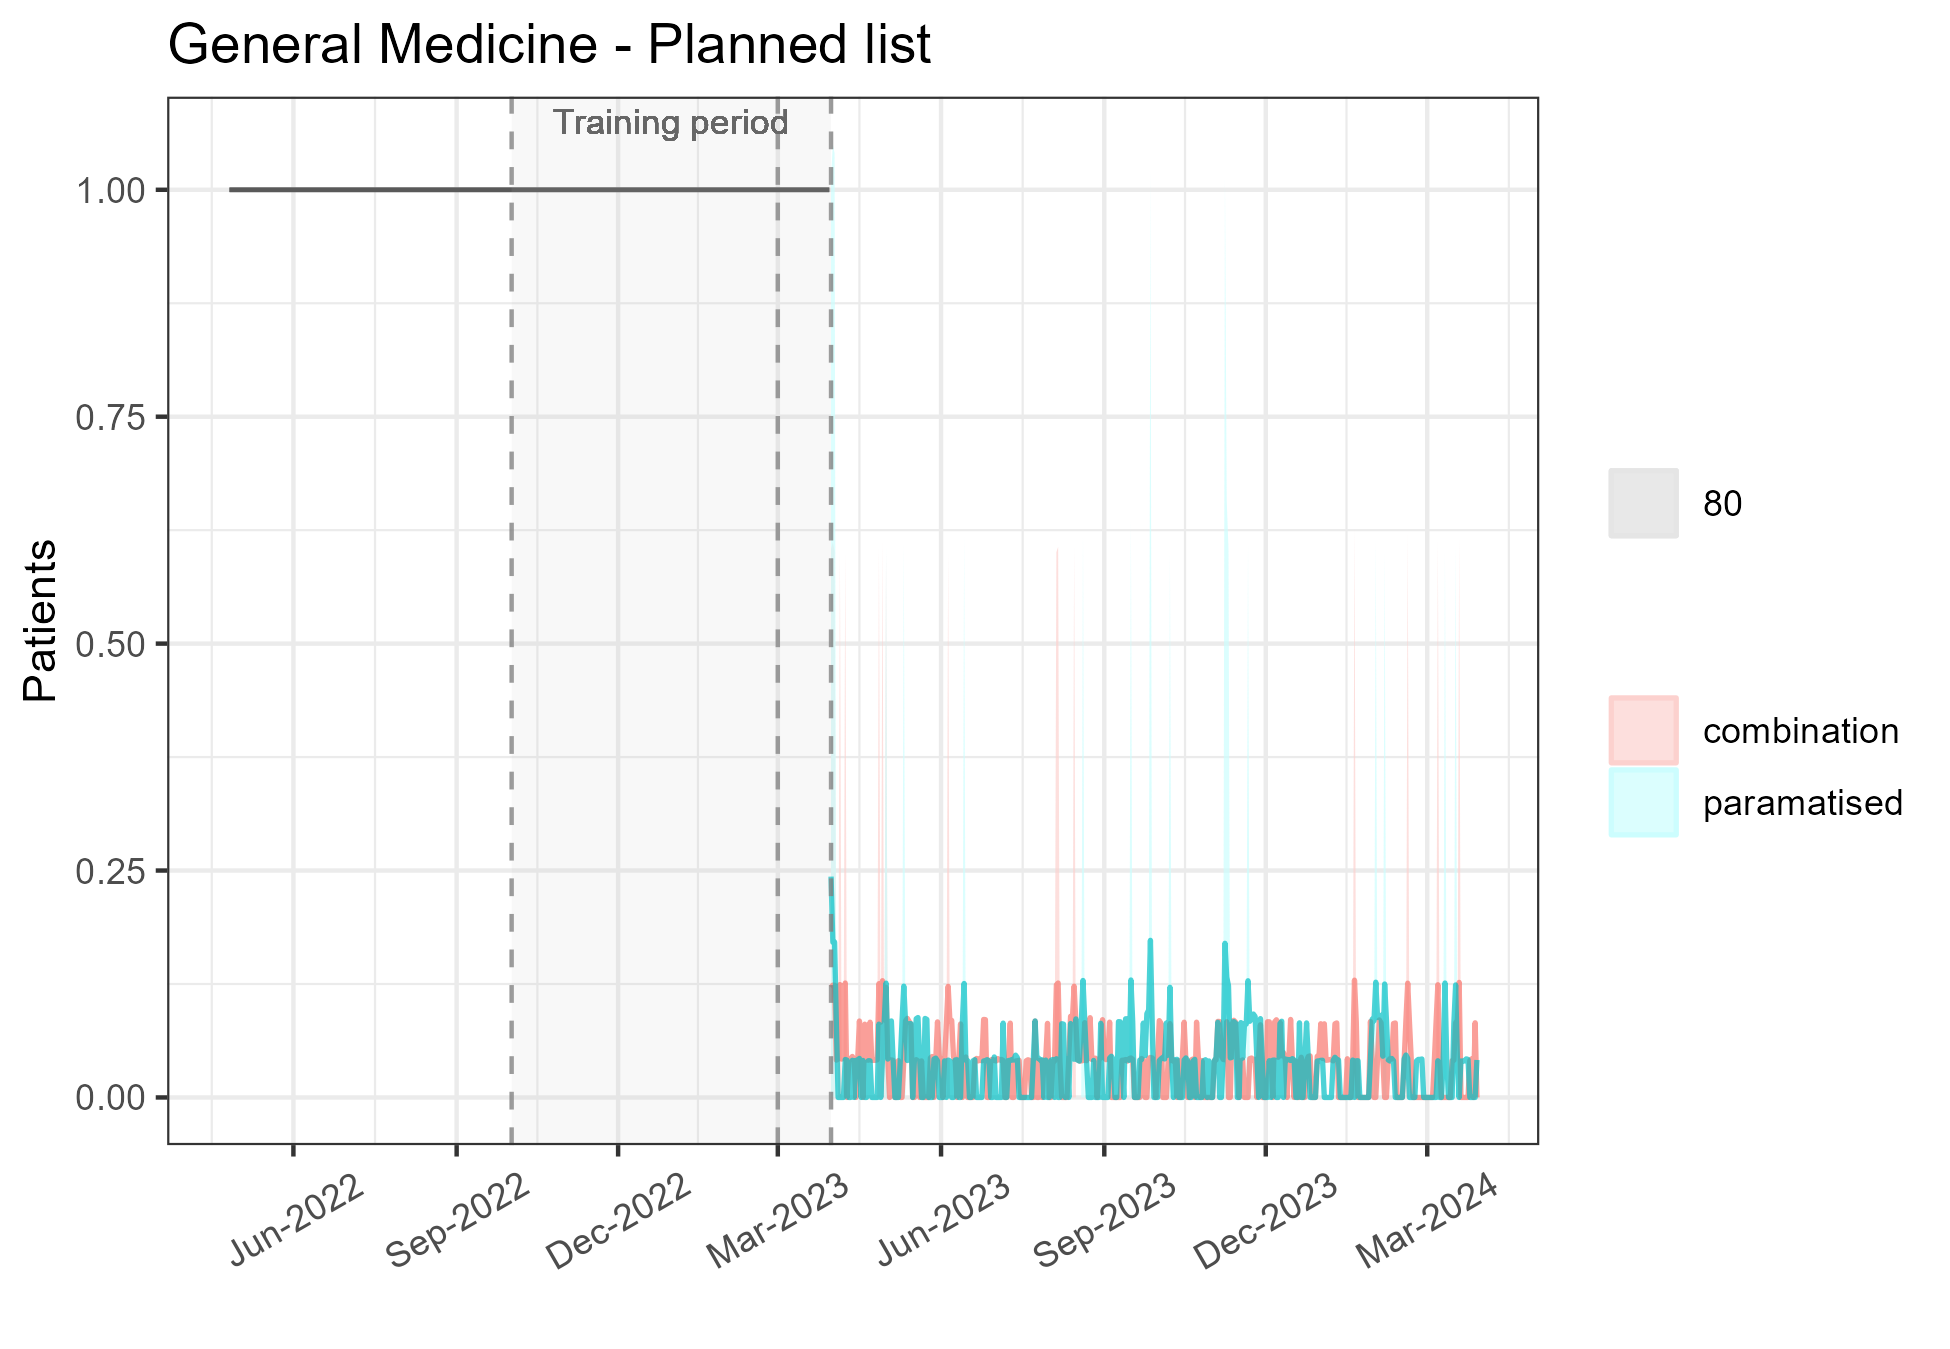 General Medicine - Planned list
Training period
1.00
0.75
0.50
0.25
0.00
Patients
Jun-2022
Sep-2022
Dec-2022
Mar-2023
Jun-2023
Sep-2023
Dec-2023
Mar-2024
80
combination
paramatised